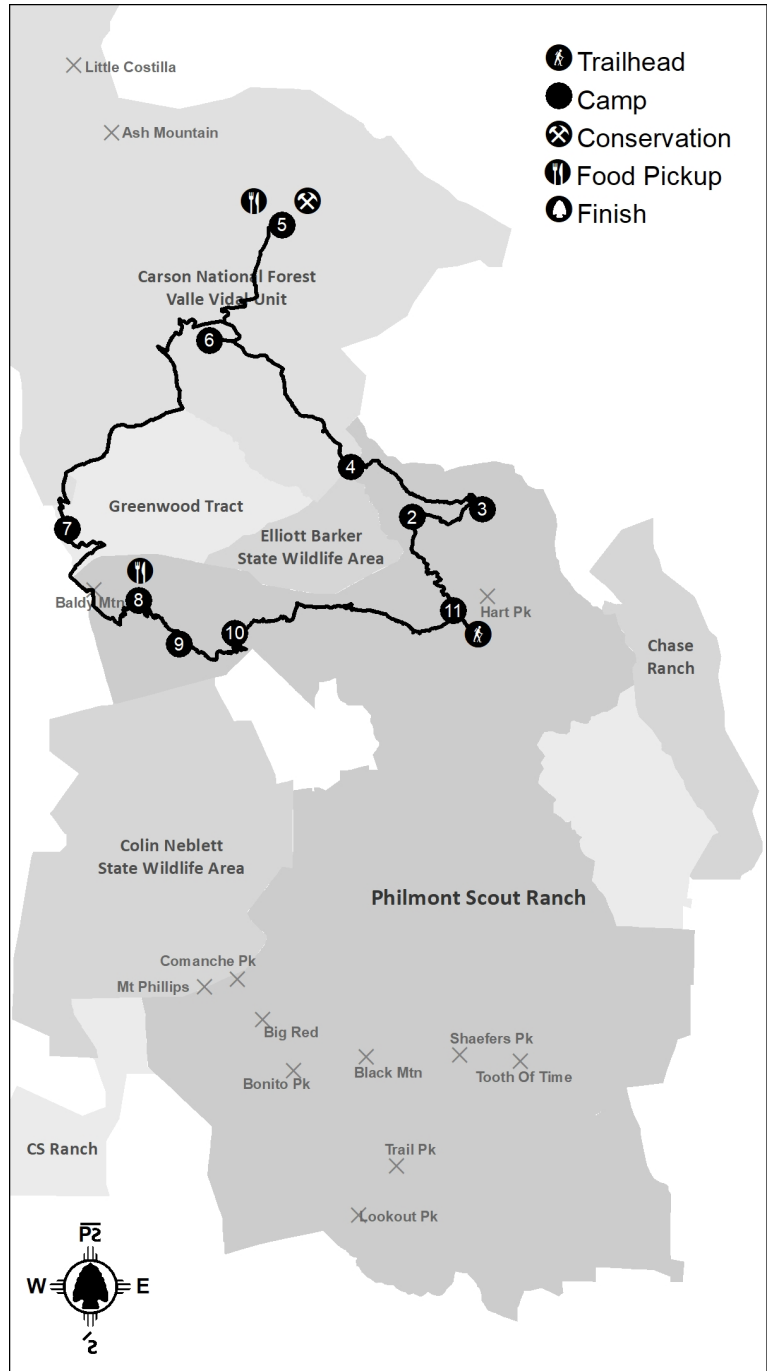 Little Costilla
Ash Mountain
Trailhead
Camp
Conservation
Food Pickup
Finish
5
Carson National Forest
Valle Vidal Unit
6
4
Greenwood Tract
3
2
7
Elliott Barker
State Wildlife Area
Baldy Mtn
8
11
Hart Pk
9
10
Chase
Ranch
Colin Neblett
State Wildlife Area
Philmont Scout Ranch
Comanche Pk
Mt Phillips
Big Red
Bonito Pk
Black Mtn
Shaefers Pk
Tooth Of Time
CS Ranch
Trail Pk
Lookout Pk
W
E